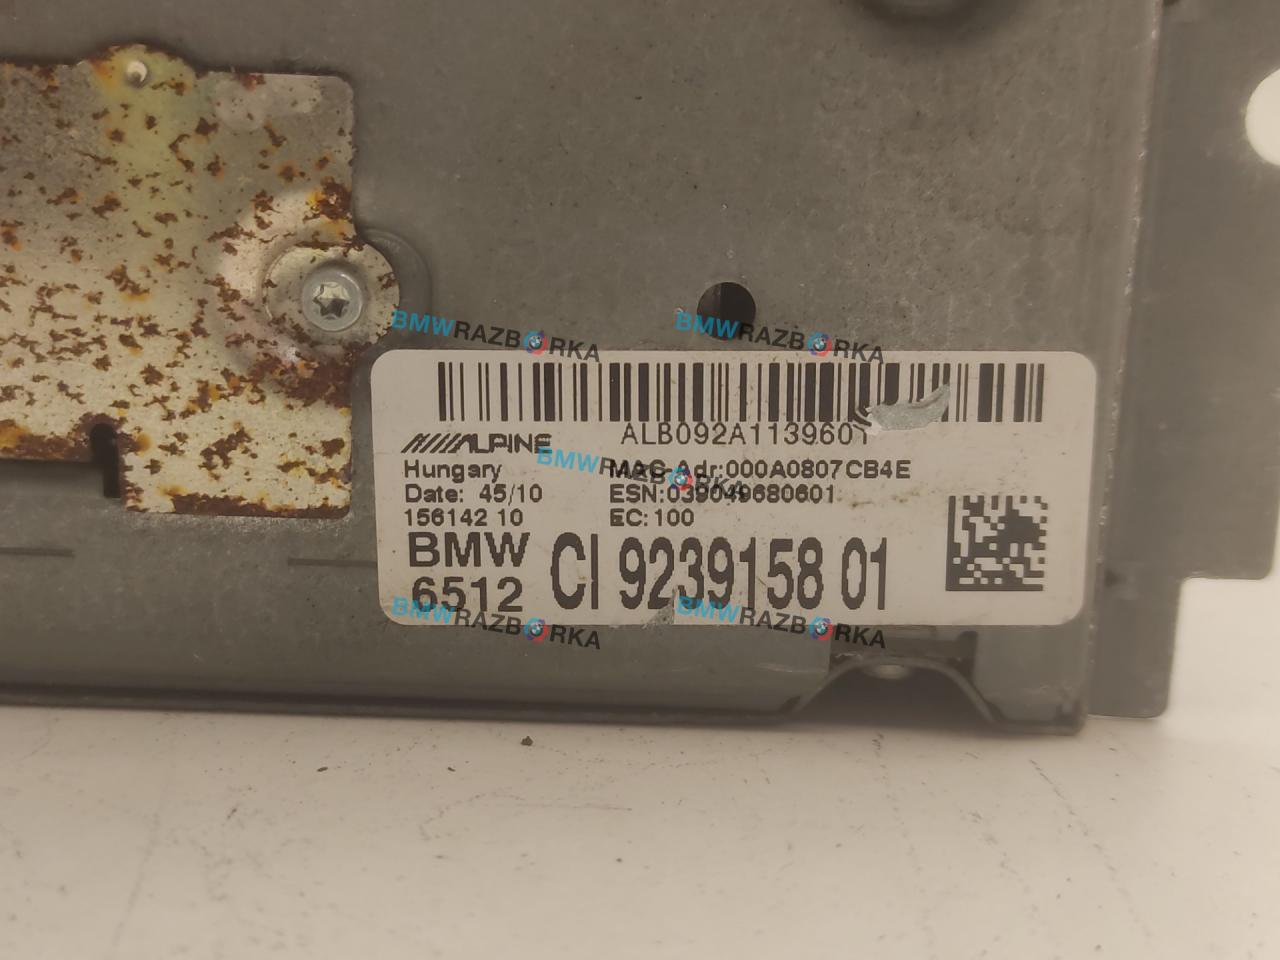 BMWRAZBORKA BMWRAZBORKA
ALB092A1139601
ALPINE
BMWRAZBORKA
Hungary MAC-Adr:000A0807CB4E
Date: 45/10 ESN:039049680601
156142 10 EC:100
BMW
6512 CI 9239158 01
BMWRAZBORKA BMWRAZBORKA